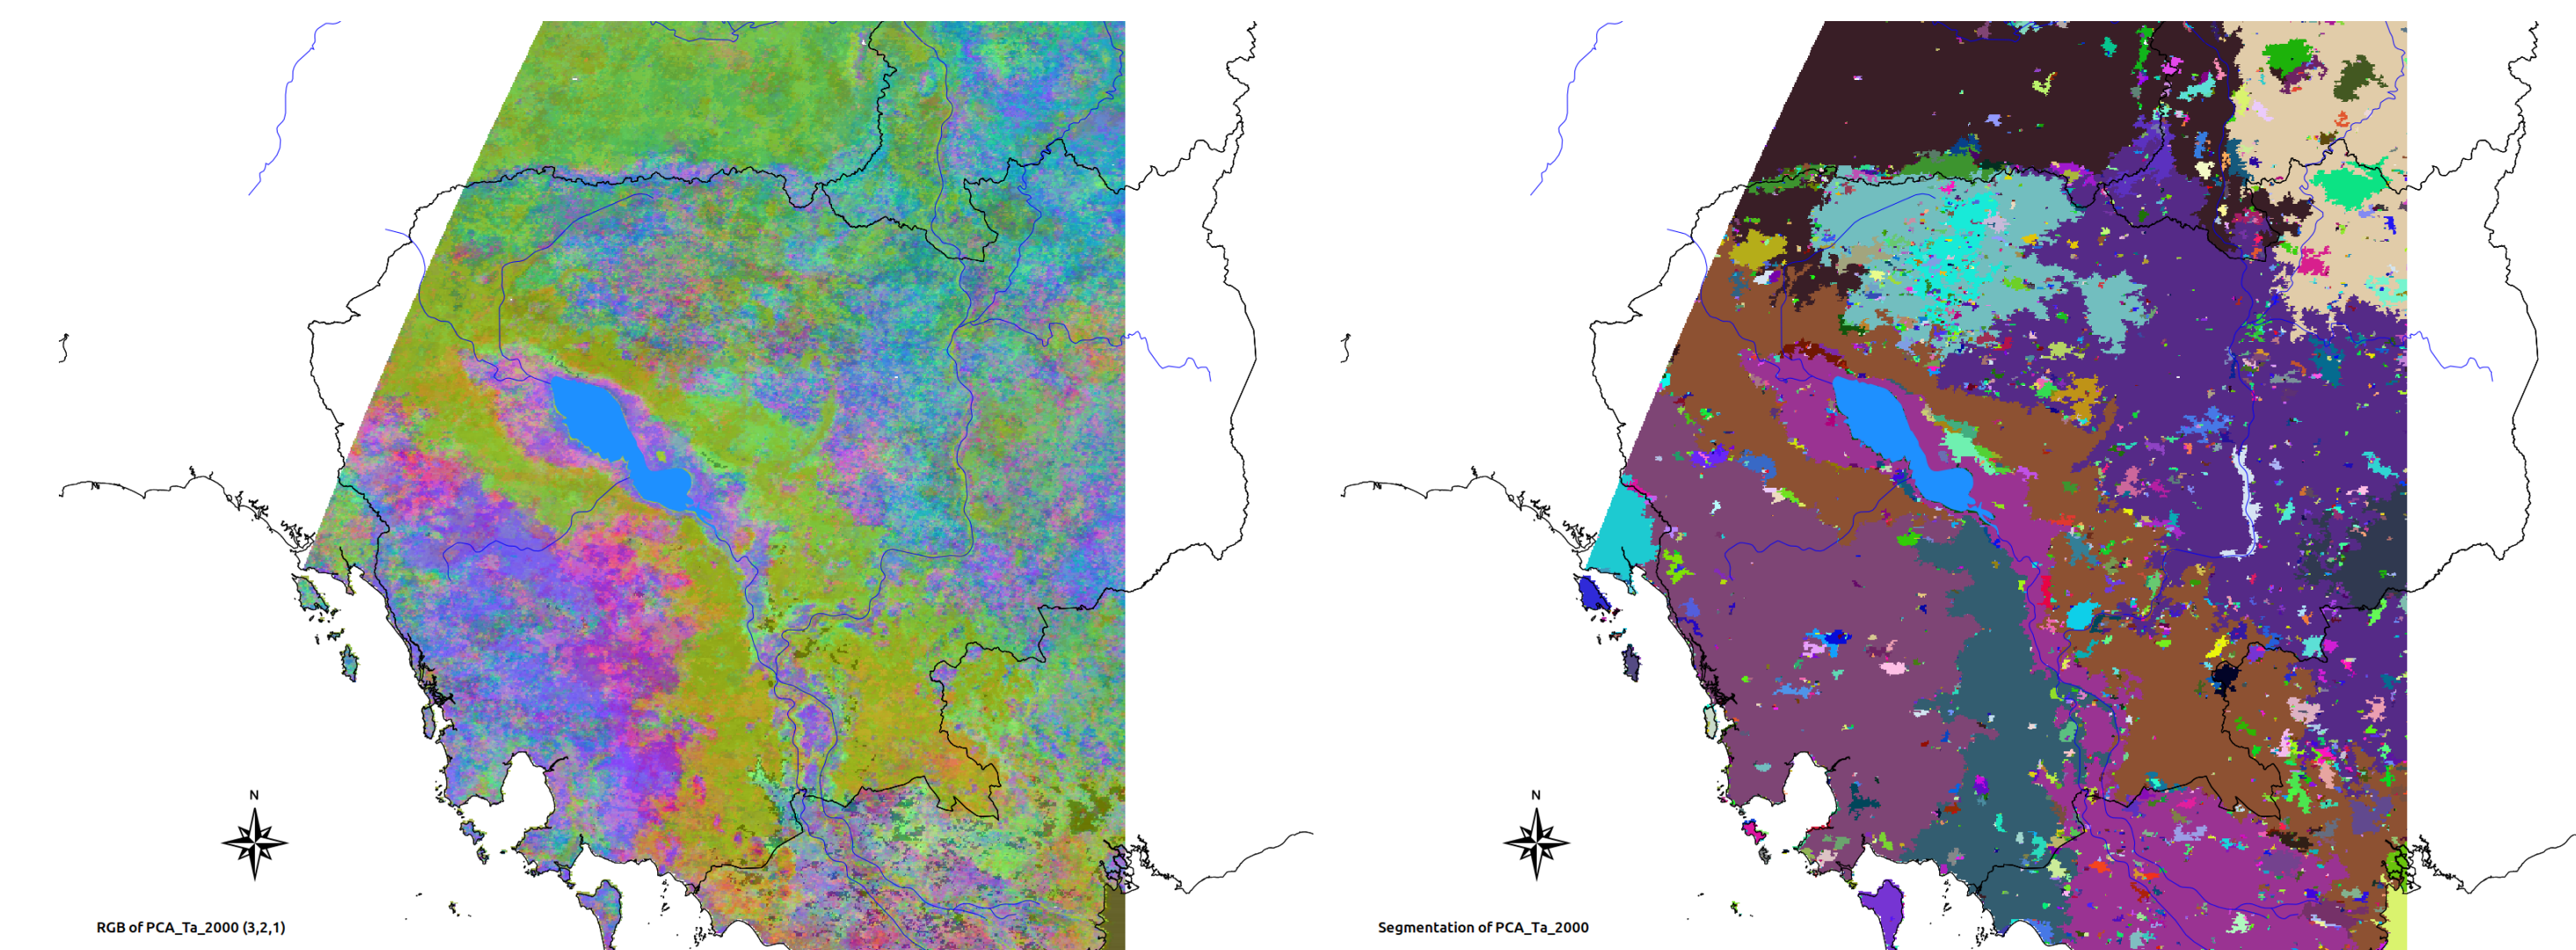 N
N
RGB of PCA_Ta_2000 (3,2,1)
Segmentation of PCA_Ta_2000